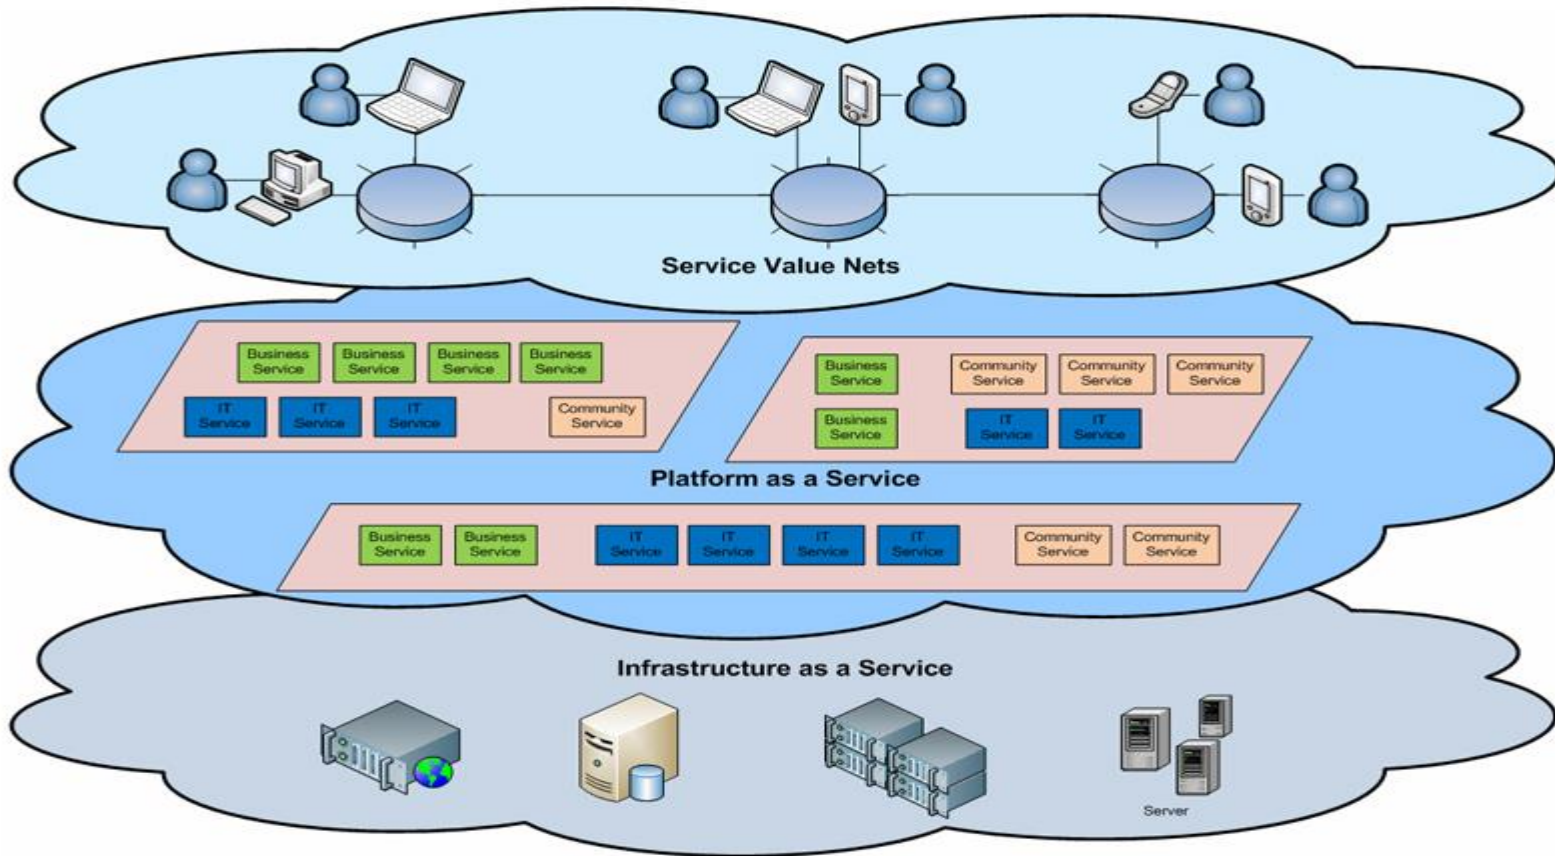 Service Value Nets
Business
Service
Business
Service
Business
Service
Business
Service
IT
Service
IT
Service
IT
Service
Community
Service
Business
Service
Community
Service
Community
Service
Community
Service
Business
Service
IT
Service
IT
Service
Platform as a Service
Business
Service
Business
Service
IT
Service
IT
Service
IT
Service
IT
Service
Community
Service
Community
Service
Infrastructure as a Service
Server